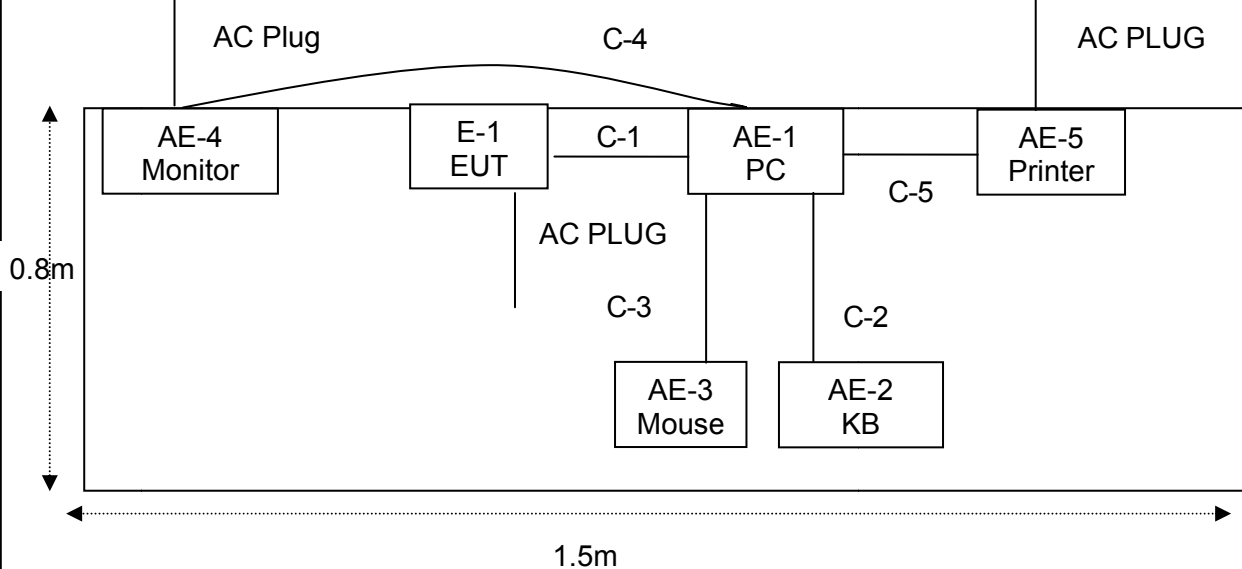 AC Plug
C-4
AC PLUG
AE-4
Monitor
E-1
EUT
C-1
AE-1
PC
AE-5
Printer
C-5
AC PLUG
0.8m
C-3
C-2
AE-3
Mouse
AE-2
KB
1.5m